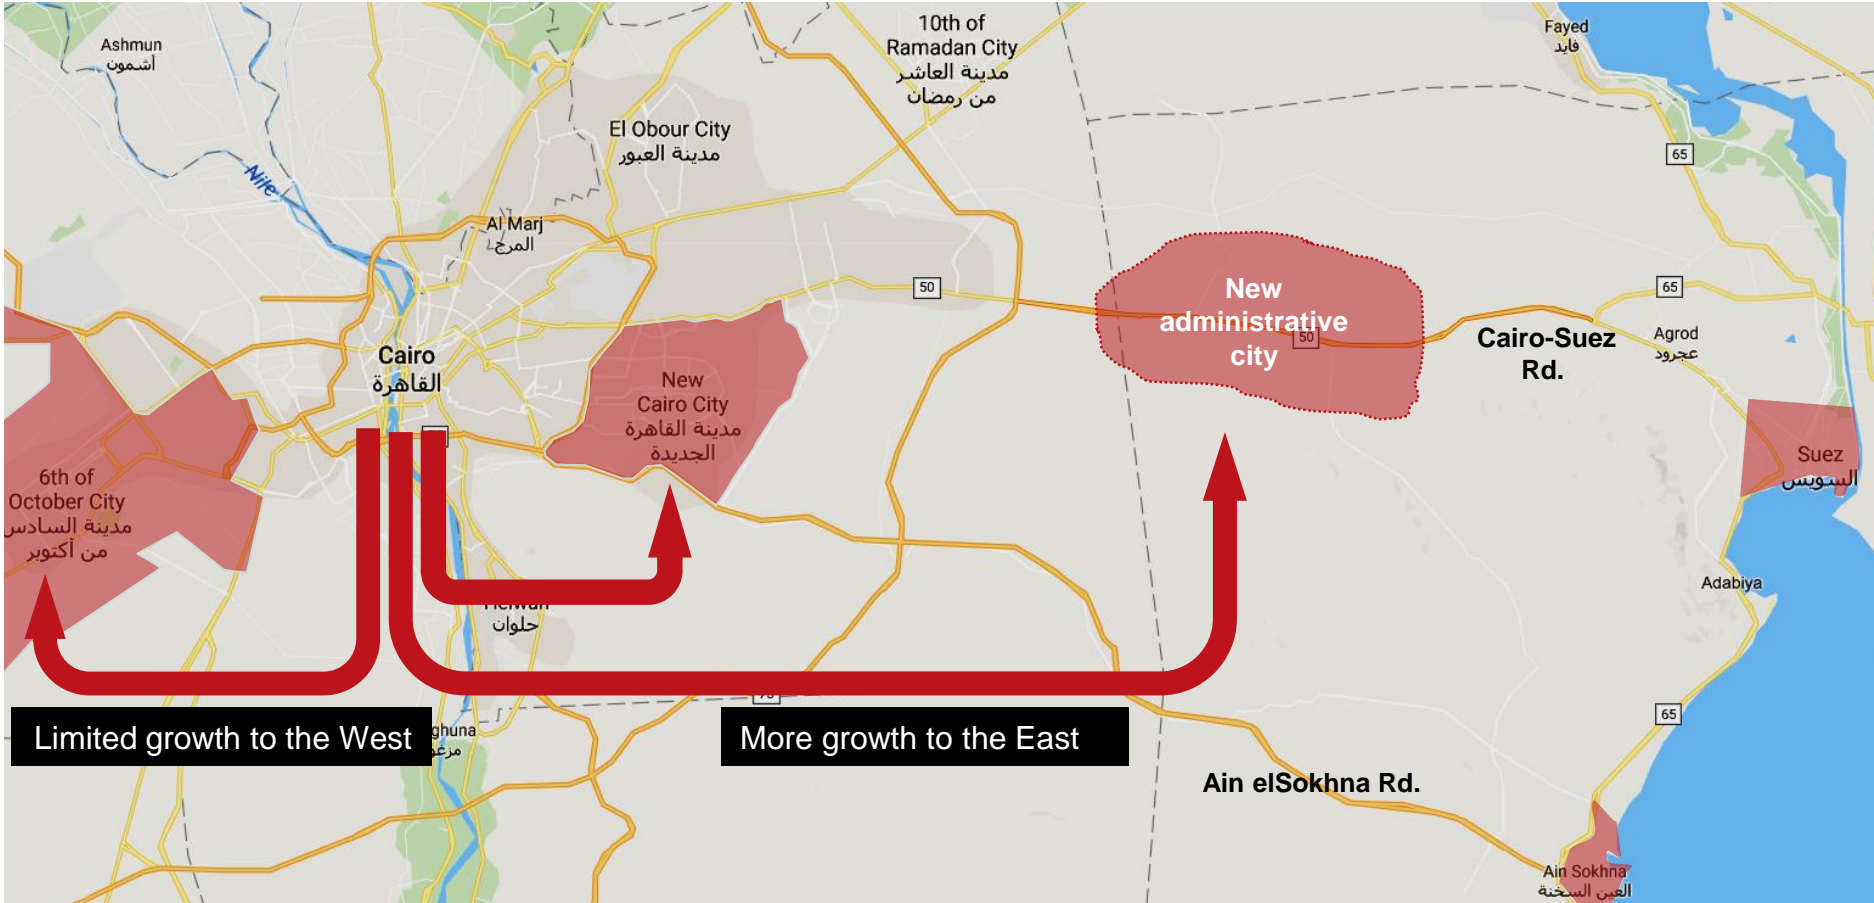 Ashmun
أشمون
10th of
Ramadan City
مدينة العاشر
من رمضان
Fayed
فايد
El Obour City
مدينة العبور
65
Nile
Al Marj
المرج
50
New
administrative
city
50
65
Cairo-Suez
Rd.
Agrod
عجرود
Cairo
القاهرة
New
Cairo City
مدينة القاهرة
الجديدة
6th of
October City
مدينة السادس
من أكتوبر
Suez
السويس
Adabiya
حلوان
65
Limited growth to the West
More growth to the East
ghuna
Ain elSokhna Rd.
Ain Sokhna
العين السخنة